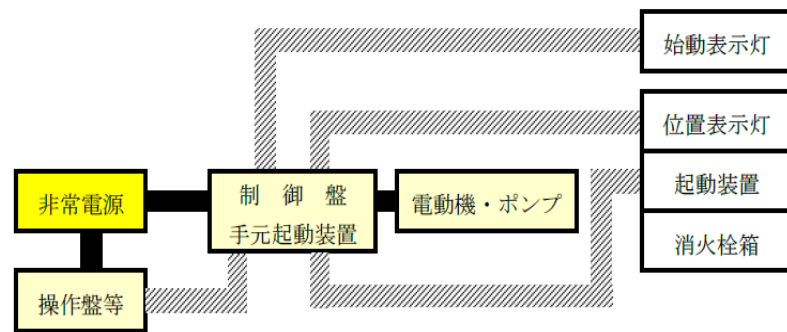 始動表示灯
位置表示灯
起動装置
消火栓箱
非常電源
制 御 盤
手元起動装置
電動機・ポンプ
操作盤等